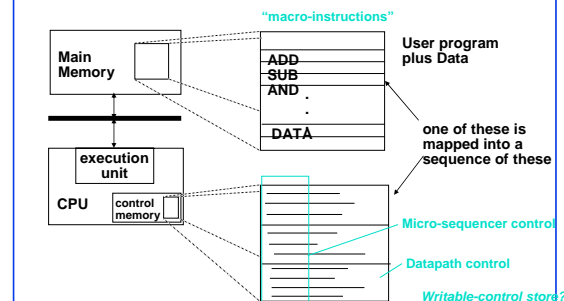 “macro-instructions”
Main
Memory
ADD
SUB
AND
.
.
DATA
User program
plus Data
one of these is
mapped into a
sequence of these
execution
unit
CPU
control
memory
Micro-sequencer control
Datapath control
Writable-control store?